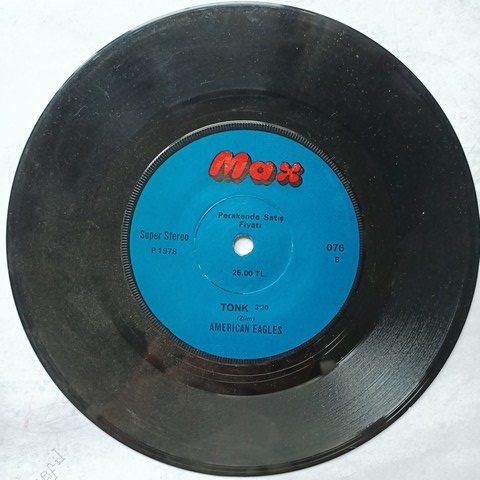 Max
Perakende Satış
Fiyatı
Super Stereo
P 1978
076
B
25.00 TL.
TONK
AMERICAN EAGLES